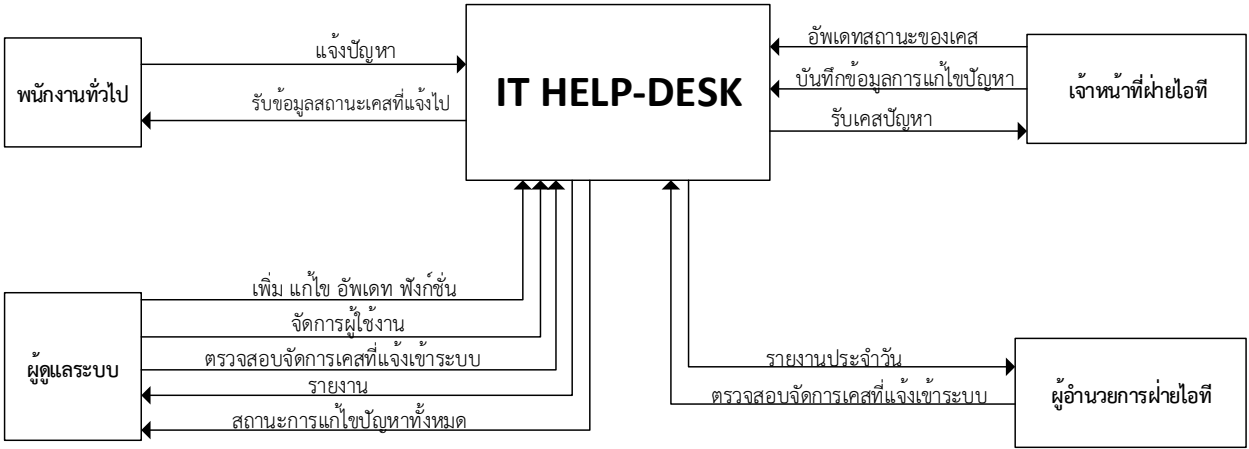 แจ้งปัญหา
พนักงานทั่วไป
รับข้อมูลสถานะเคสที่แจ้งไป
IT HELP-DESK
อัพเดทสถานะของเคส
บันทึกข้อมูลการแก้ไขปัญหา
เจ้าหน้าที่ฝ่ายไอที
รับเคสปัญหา
เพิ่ม แก้ไข อัพเดท ฟังก์ชั่น
จัดการผู้ใช้งาน
ผู้ดูแลระบบ
ตรวจสอบจัดการเคสที่แจ้งเข้าระบบ
รายงาน
สถานะการแก้ไขปัญหาทั้งหมด
รายงานประจำวัน
ตรวจสอบจัดการเคสที่แจ้งเข้าระบบ
ผู้อำนวยการฝ่ายไอที